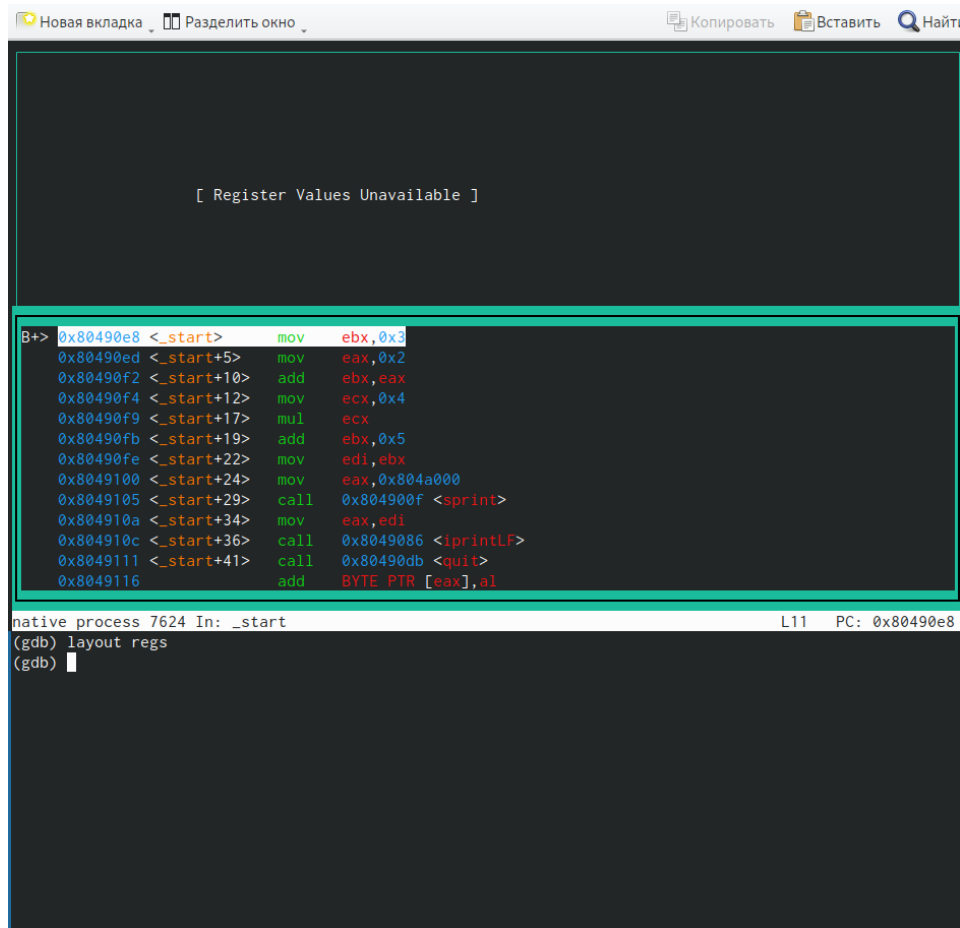 Новая вкладка Разделить окно Копировать Вставить Найти
[ Register Values Unavailable ]
B+> 0x80490e8 <_start> mov ebx,0x3
0x80490ed <_start+5> mov eax,0x2
0x80490f2 <_start+10> add ebx,eax
0x80490f4 <_start+12> mov ecx,0x4
0x80490f9 <_start+17> mul ecx
0x80490fb <_start+19> add ebx,0x5
0x80490fe <_start+22> mov edi,ebx
0x8049100 <_start+24> mov eax,0x804a000
0x8049105 <_start+29> call 0x804900f <sprint>
0x804910a <_start+34> mov eax,edi
0x804910c <_start+36> call 0x8049086 <iprintLF>
0x8049111 <_start+41> call 0x80490db <quit>
0x8049116 add BYTE PTR [eax],al
native process 7624 In: _start L11 PC: 0x80490e8
(gdb) layout regs
(gdb)